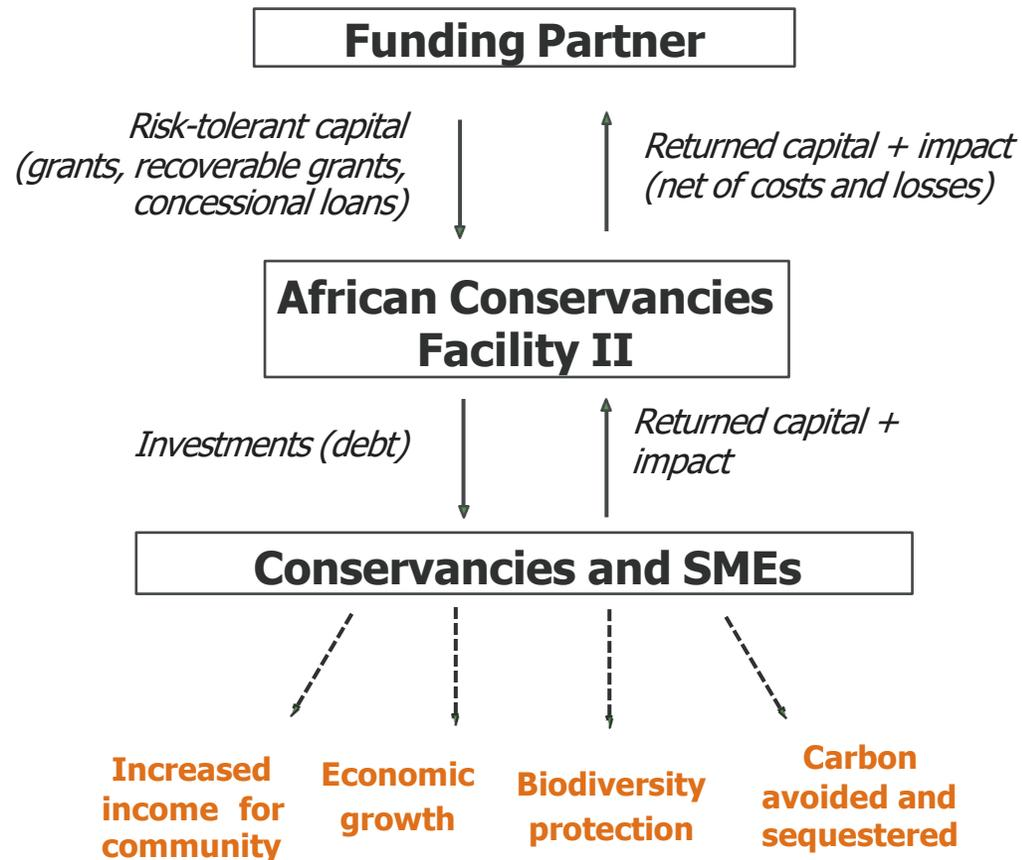 Funding Partner
Risk-tolerant capital
(grants, recoverable grants,
concessional loans)
Returned capital + impact
(net of costs and losses)
African Conservancies
Facility II
Investments (debt)
Returned capital +
impact
Conservancies and SMEs
Increased
income for
community
Economic
growth
Biodiversity
protection
Carbon
avoided and
sequestered